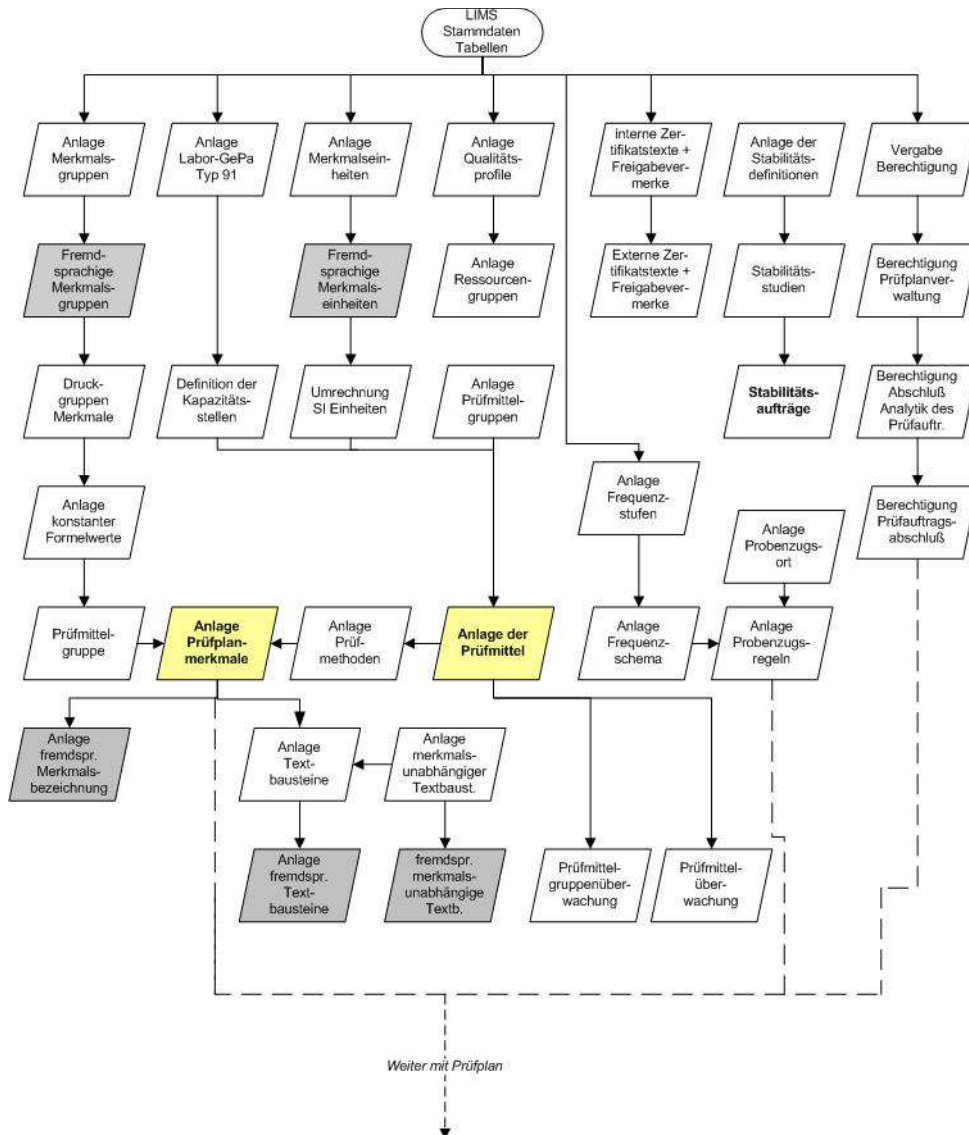 LIMS
Stammdaten
Tabellen
Anlage
Merkmals-
gruppen
Anlage
Labor-GePa
Typ 91
Anlage
Merkmalsein-
heiten
Anlage
Qualitäts-
profile
interne Zer-
tifikatstexte +
Freigabever-
merke
Anlage der
Stabilitäts-
definitionen
Vergabe
Berechtigung
Fremd-
sprachige
Merkmals-
gruppen
Fremd-
sprachige
Merkmals-
einheiten
Anlage
Ressourcen-
gruppen
Externe Zer-
tifikatstexte +
Freigabever-
merke
Stabilitäts-
studien
Berechtigung
Prüfplanver-
waltung
Druck-
gruppen
Merkmale
Definition der
Kapazitäts-
stellen
Umrechnung
SI Einheiten
Anlage
Prüfmittel-
gruppen
Stabilitäts-
aufträge
Berechtigung
Abschluß
Analytik des
Prüfauftr.
Anlage
konstanter
Formelwerte
Anlage
Frequenz-
stufen
Anlage
Probenzugs-
ort
Berechtigung
Prüfauftrags-
abschluß
Prüfmittel-
gruppe
Anlage
Prüfplan-
merkmale
Anlage
Prüf-
methoden
Anlage der
Prüfmittel
Anlage
Frequenz-
schema
Anlage
Probenzugs-
regeln
Anlage
fremdspr.
Merkmals-
bezeichnung
Anlage
Text-
bausteine
Anlage
merkmals-
unabhängiger
Textbaust.
Anlage
fremdspr.
Text-
bausteine
fremdspr.
merkmals-
unabhängige
Textb.
Prüfmittel-
gruppenüber-
wachung
Prüfmittel-
über-
wachung
Weiter mit Prüfplan